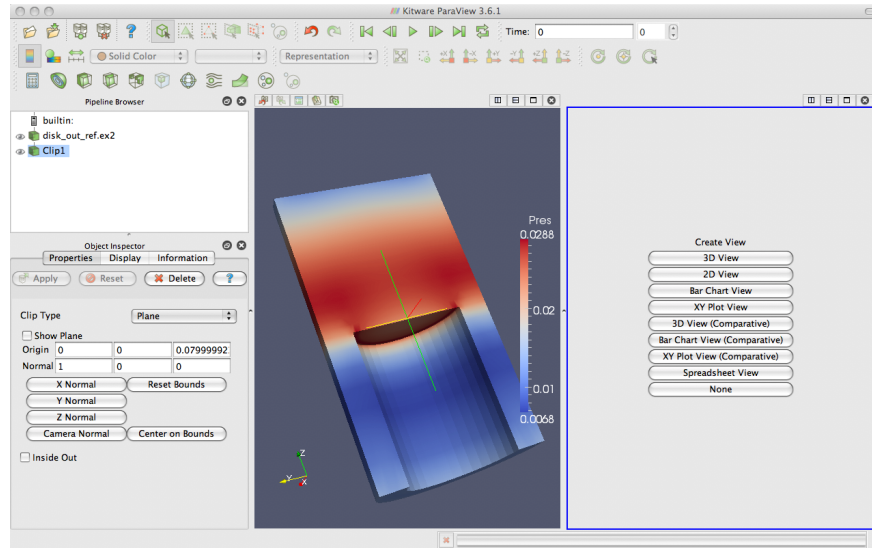 Kitware ParaView 3.6.1
Time: 0 0
Solid Color Representation
-X +X +Y -Y +Z -Z
Pipeline Browser
builtin:
disk_out_ref.ex2
Clip1
Object Inspector
Properties Display Information
Apply Reset Delete ?
Clip Type Plane
Show Plane
Origin 0 0 0.07999992
Normal 1 0 0
X Normal Reset Bounds
Y Normal
Z Normal
Camera Normal Center on Bounds
Inside Out
Pres
0.0288
0.02
0.01
0.0068
Z
Y
X
Create View
3D View
2D View
Bar Chart View
XY Plot View
3D View (Comparative)
Bar Chart View (Comparative)
XY Plot View (Comparative)
Spreadsheet View
None